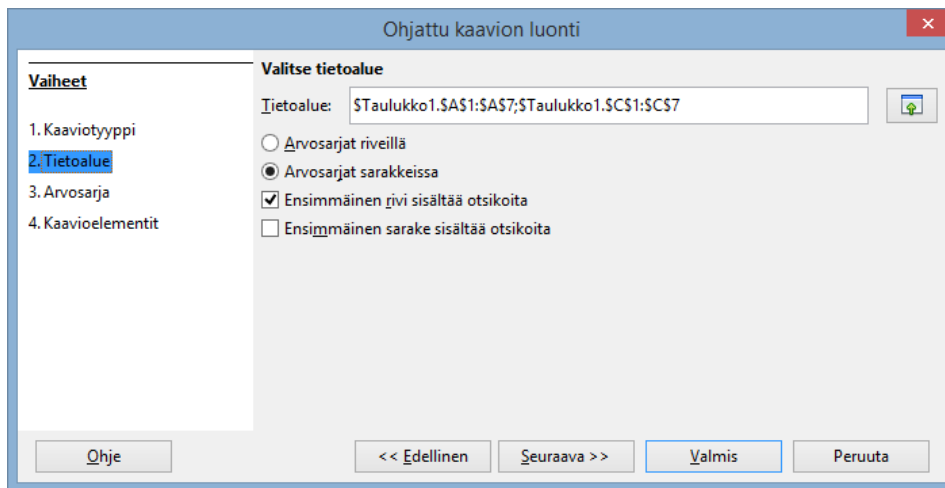 Ohjattu kaavion luonti
Vaiheet
1. Kaaviotyyppi
2. Tietoalue
3. Arvosarja
4. Kaavioelementit
Valitse tietoalue
Tietoalue: $Taulukko1.$A$1:$A$7;$Taulukko1.$C$1:$C$7
Arvosarjat riveillä
Arvosarjat sarakkeissa
Ensimmäinen rivi sisältää otsikoita
Ensimmäinen sarake sisältää otsikoita
Ohje << Edellinen Seuraava >> Valmis Peruuta